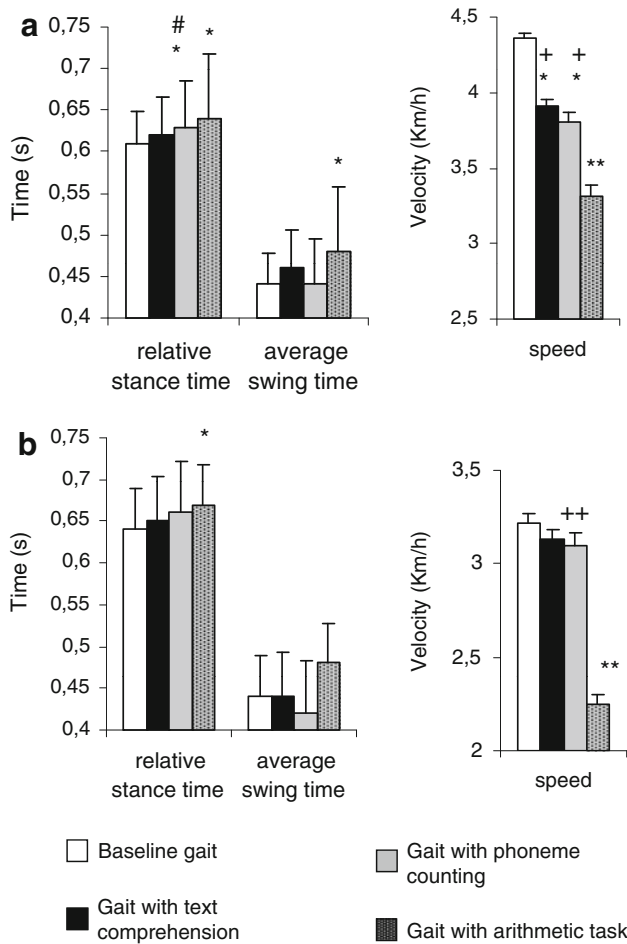 a
Time (s)
0,75
0,7
0,65
0,6
0,55
0,5
0,45
0,4
#
*
*
*
relative
stance time
average
swing time
Velocity (Km/h)
4,5
4
3,5
3
2,5
+
*
+
*
**
speed
b
Time (s)
0,75
0,7
0,65
0,6
0,55
0,5
0,45
0,4
*
relative
stance time
average
swing time
Velocity (Km/h)
3,5
3
2,5
2
++
**
speed
Baseline gait
Gait with text
comprehension
Gait with phoneme
counting
Gait with arithmetic task